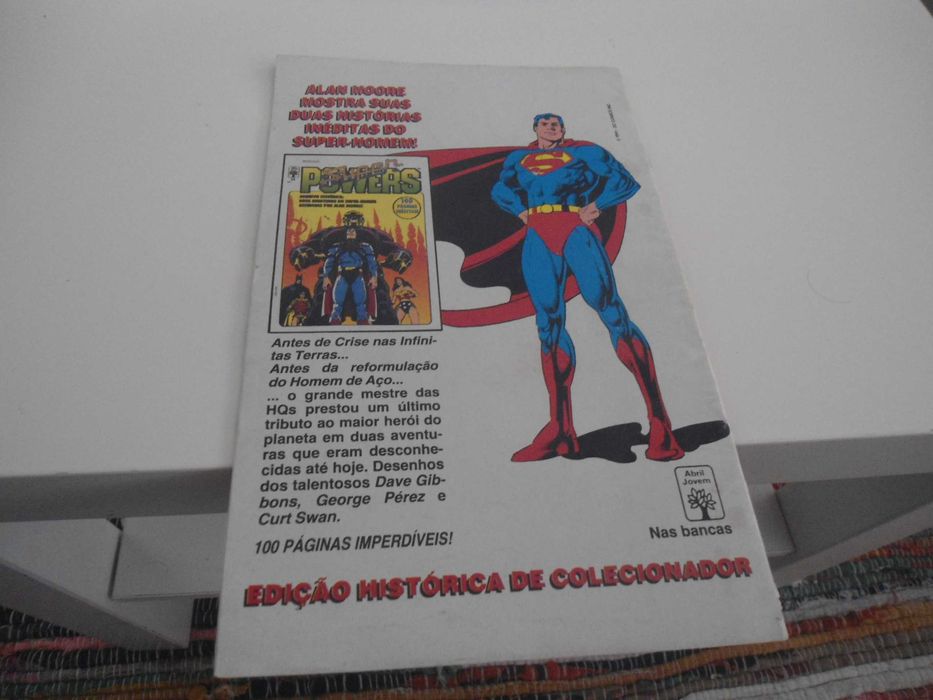 ALAN MOORE
MOSTRA SUAS
DUAS HISTÓRIAS
INÉDITAS DO
SUPER-HOMEM!
SUPER
POWERS
100
PÁGINAS
INÉDITAS!
Antes de Crise nas Infini-
tas Terras...
Antes da reformulação
do Homem de Aço...
... o grande mestre das
HQs prestou um último
tributo ao maior herói do
planeta em duas aventu-
ras que eram desconhe-
cidas até hoje. Desenhos
dos talentosos Dave Gib-
bons, George Pérez e
Curt Swan.
100 PÁGINAS IMPERDÍVEIS!
S
Abril
Jovem
Nas bancas
EDIÇÃO HISTÓRICA DE COLECIONADOR